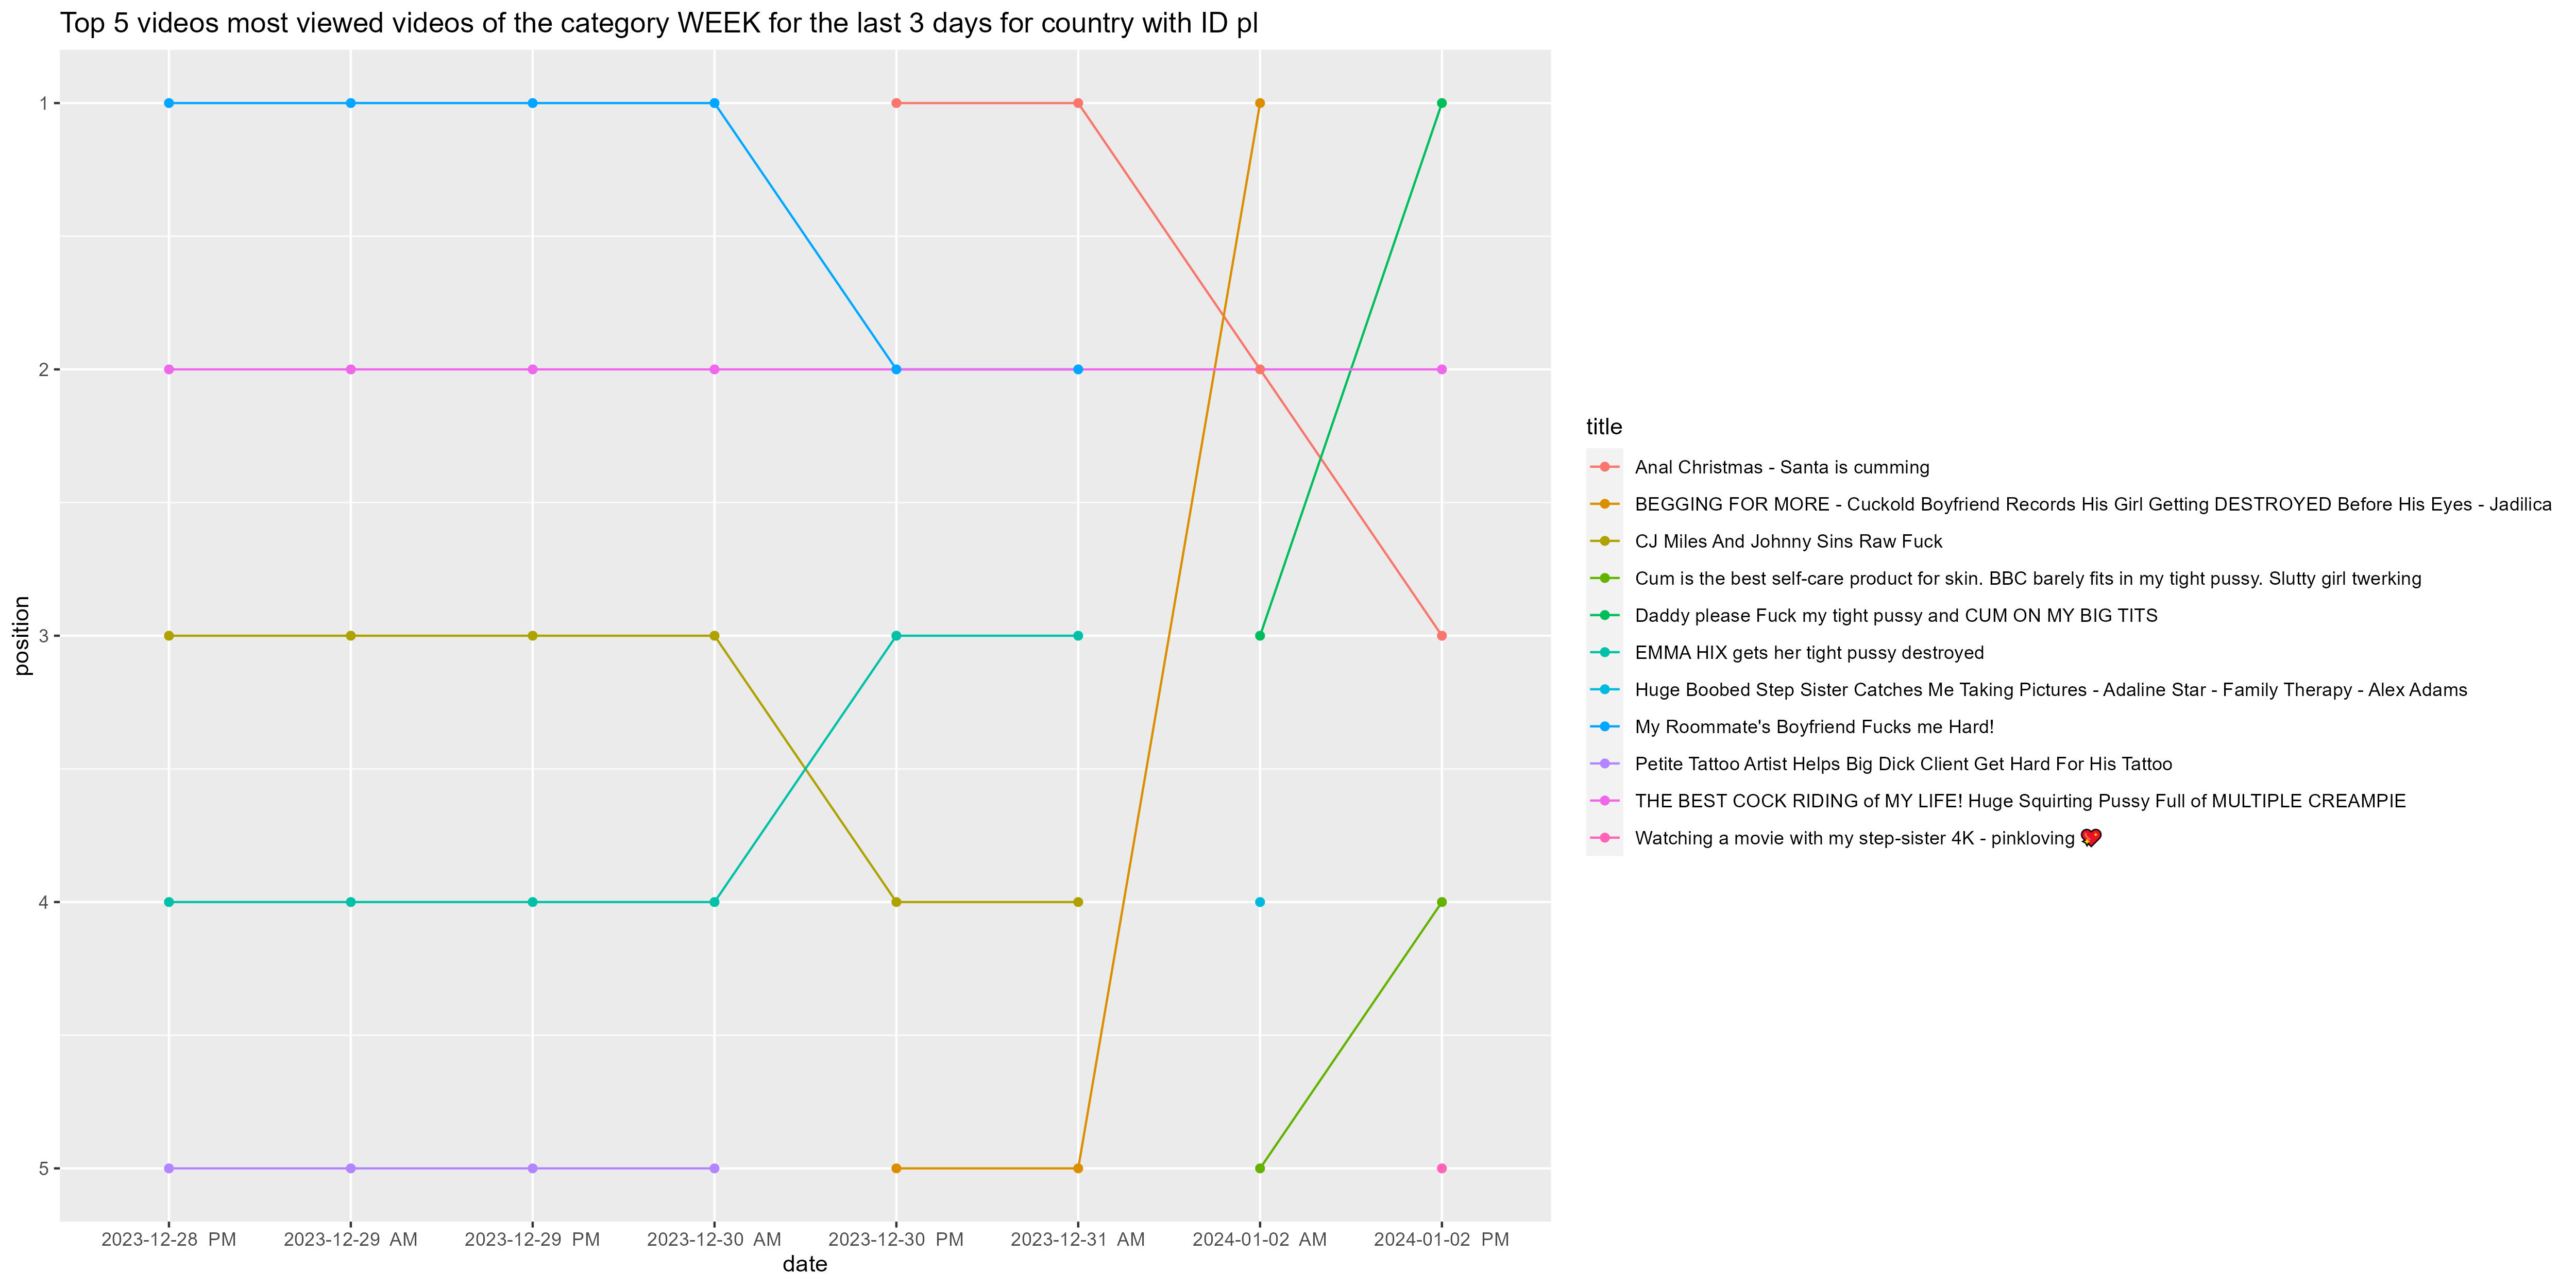 Top 5 videos most viewed videos of the category WEEK for the last 3 days for country with ID pl
position
1
2
3
4
5
2023-12-28 PM
2023-12-29 AM
2023-12-29 PM
2023-12-30 AM
2023-12-30 PM
2023-12-31 AM
2024-01-02 AM
2024-01-02 PM
date
title
Anal Christmas - Santa is cumming
BEGGING FOR MORE - Cuckold Boyfriend Records His Girl Getting DESTROYED Before His Eyes - Jadilica
CJ Miles And Johnny Sins Raw Fuck
Cum is the best self-care product for skin. BBC barely fits in my tight pussy. Slutty girl twerking
Daddy please Fuck my tight pussy and CUM ON MY BIG TITS
EMMA HIX gets her tight pussy destroyed
Huge Boobed Step Sister Catches Me Taking Pictures - Adaline Star - Family Therapy - Alex Adams
My Roommate's Boyfriend Fucks me Hard!
Petite Tattoo Artist Helps Big Dick Client Get Hard For His Tattoo
THE BEST COCK RIDING of MY LIFE! Huge Squirting Pussy Full of MULTIPLE CREAMPIE
Watching a movie with my step-sister 4K - pinkloving 💖